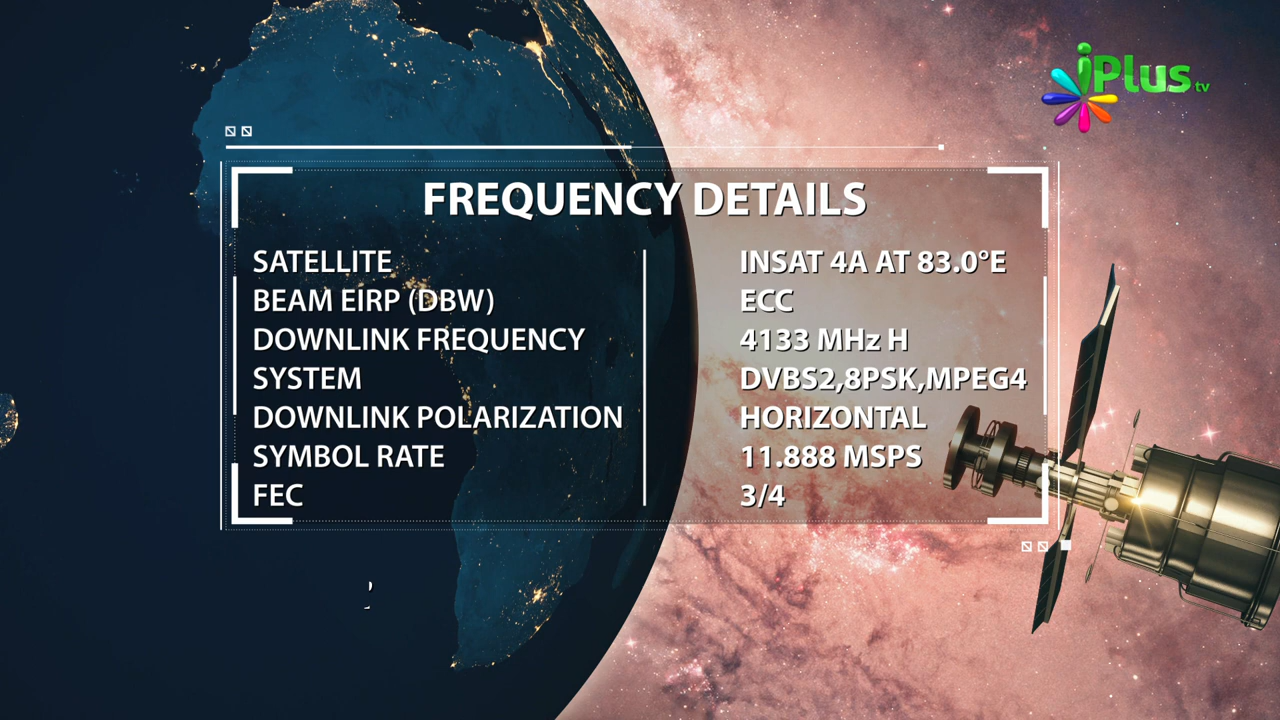 iPlus tv
FREQUENCY DETAILS
SATELLITE INSAT 4A AT 83.0°E
BEAM EIRP (DBW) ECC
DOWNLINK FREQUENCY 4133 MHz H
SYSTEM DVBS2,8PSK,MPEG4
DOWNLINK POLARIZATION HORIZONTAL
SYMBOL RATE 11.888 MSPS
FEC 3/4